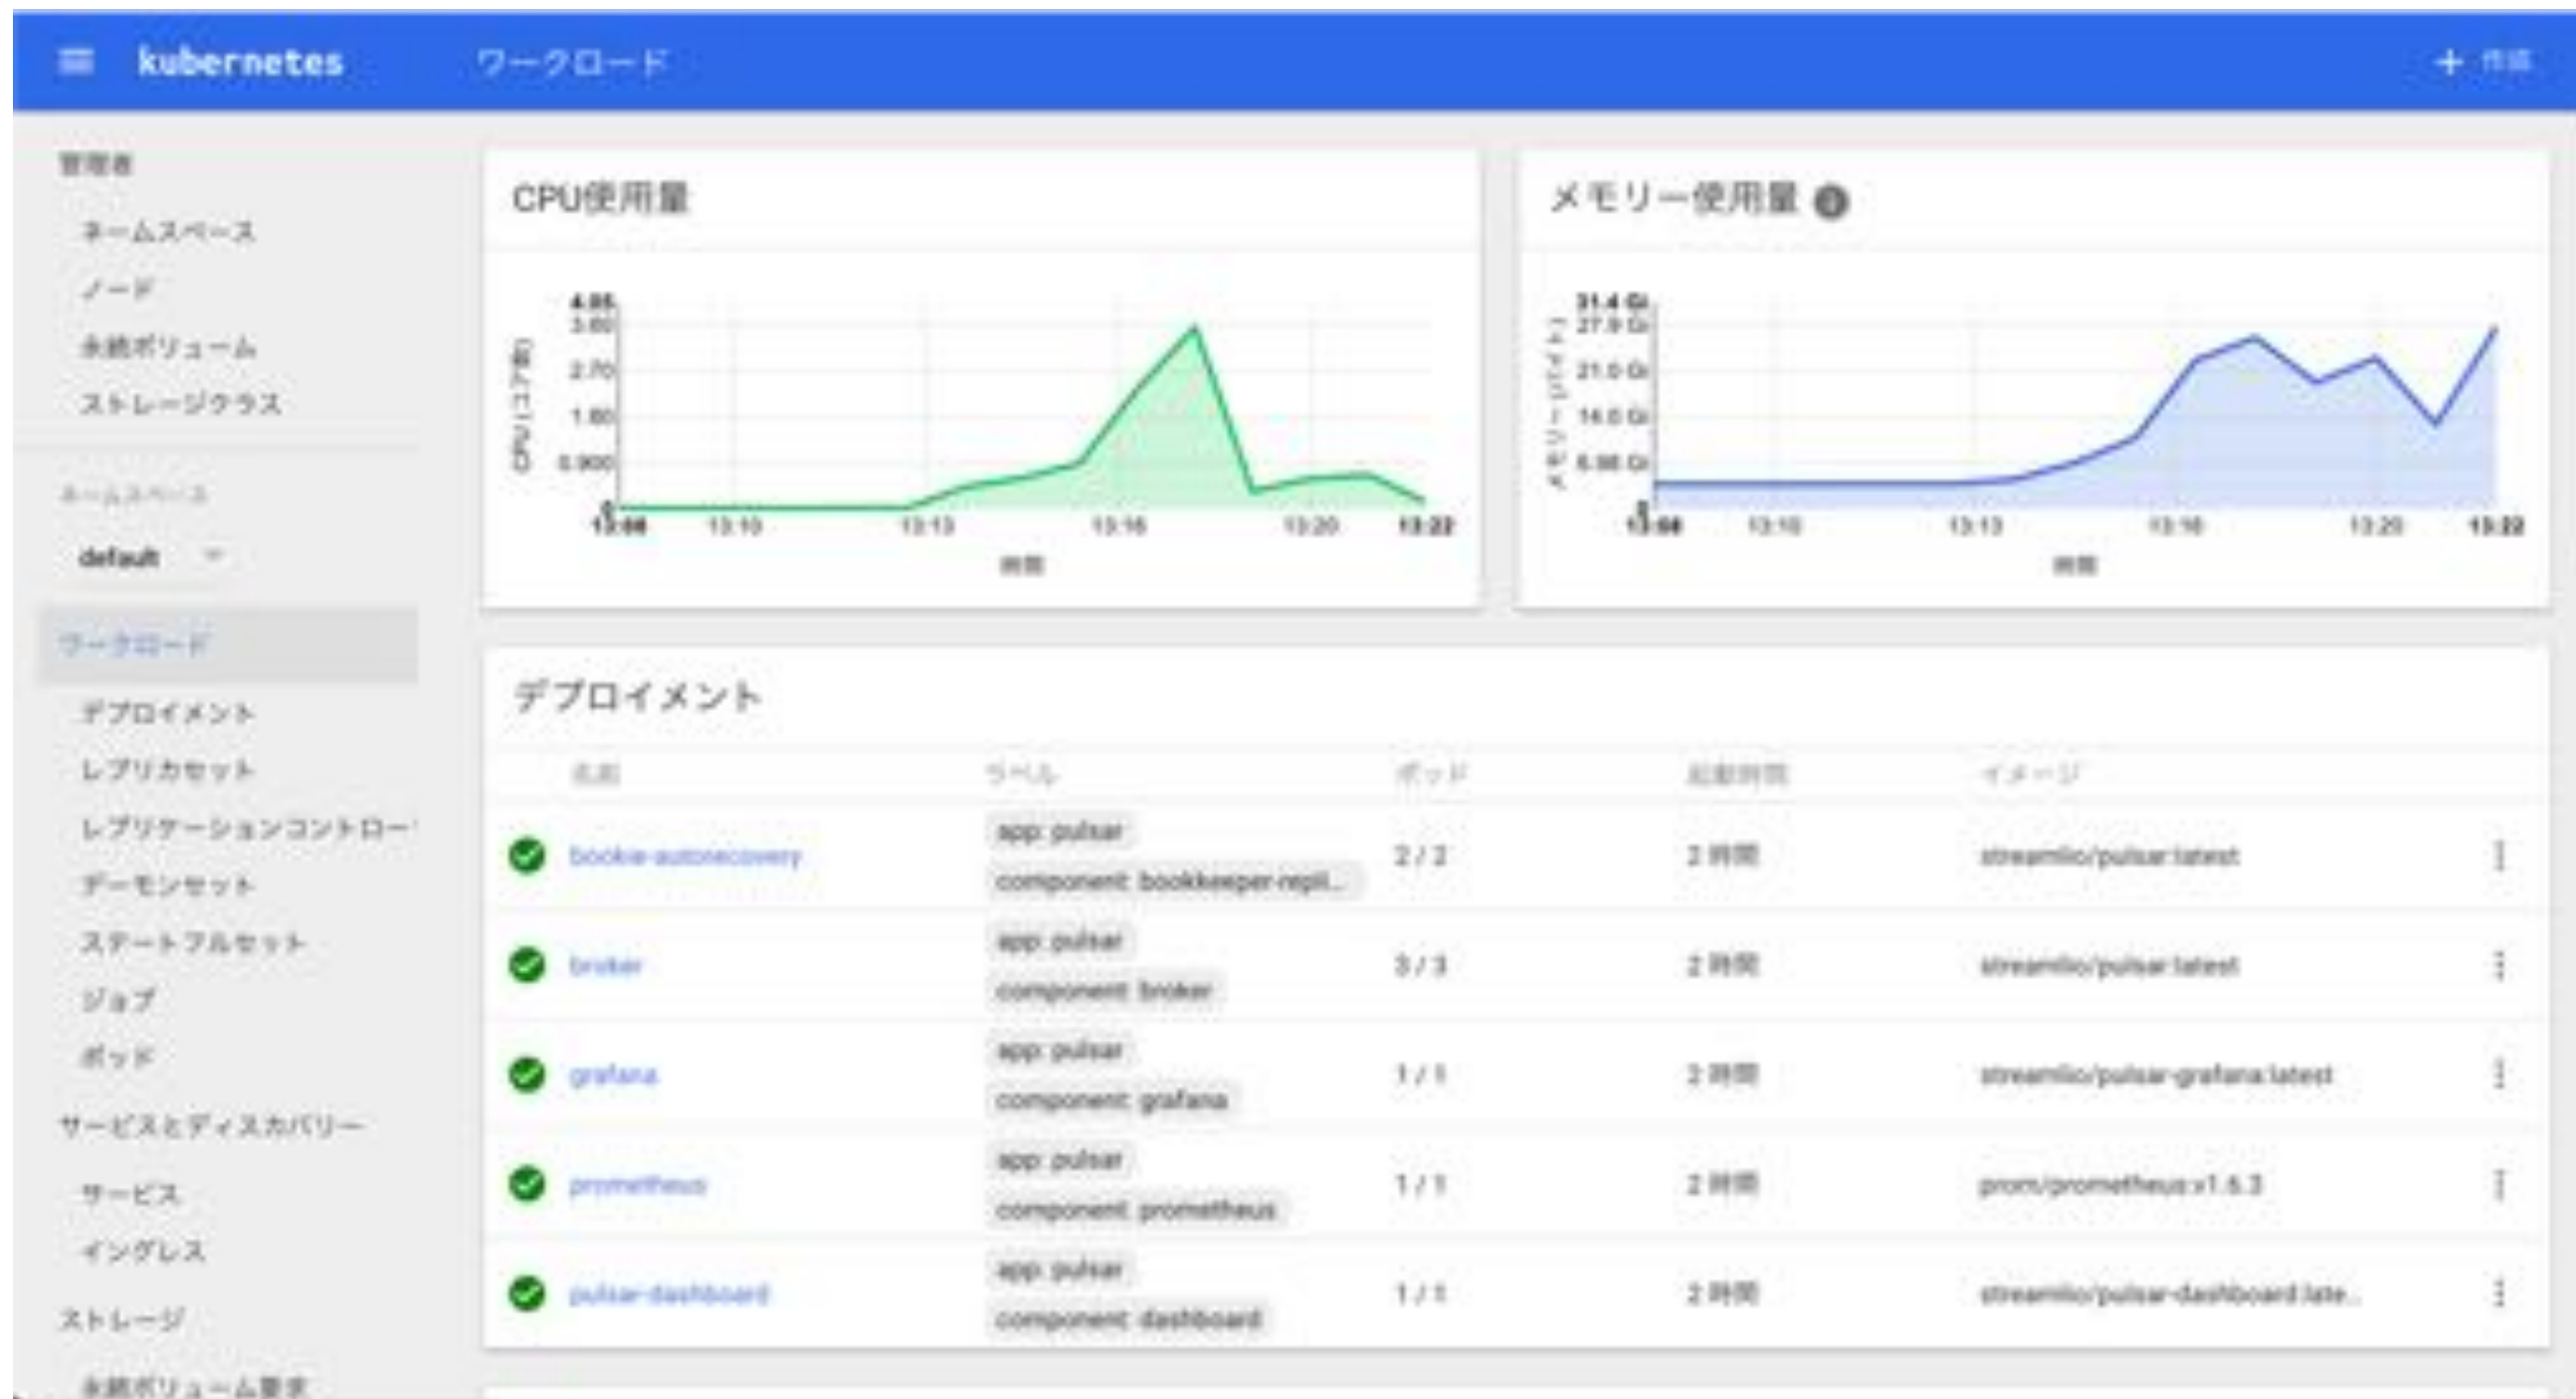 kubernetes ワークロード + 作成
管理者
ネームスペース
ノード
永続ボリューム
ストレージクラス
ネームスペース
default
ワークロード
デプロイメント
レプリカセット
レプリケーションコントロー
デーモンセット
ステートフルセット
ジョブ
ポッド
サービスとディスカバリー
サービス
イングレス
ストレージ
永続ボリューム要求
CPU使用量
CPU (コア数)
4.05
3.60
2.70
1.80
0.900
0
13:08 13:10 13:13 13:16 13:20 13:22
時間
メモリー使用量
メモリー (バイト)
31.4 Gi
27.9 Gi
21.0 Gi
14.0 Gi
6.98 Gi
0
13:08 13:10 13:13 13:16 13:20 13:22
時間
デプロイメント
名前 ラベル ポッド 起動時間 イメージ
bookie-autorecovery app: pulsar 2 / 2 2 時間 streamlio/pulsar:latest
component: bookkeeper-repli...
broker app: pulsar 3 / 3 2 時間 streamlio/pulsar:latest
component: broker
grafana app: pulsar 1 / 1 2 時間 streamlio/pulsar-grafana:latest
component: grafana
prometheus app: pulsar 1 / 1 2 時間 prom/prometheus:v1.6.3
component: prometheus
pulsar-dashboard app: pulsar 1 / 1 2 時間 streamlio/pulsar-dashboard:late...
component: dashboard